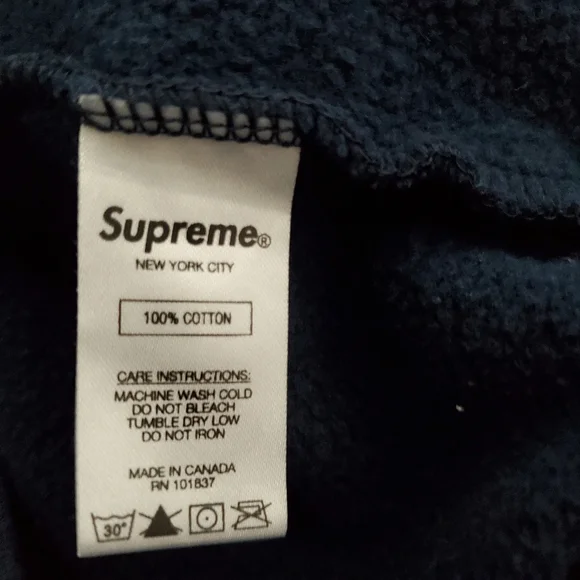 Supreme®
NEW YORK CITY
100% COTTON
CARE INSTRUCTIONS:
MACHINE WASH COLD
DO NOT BLEACH
TUMBLE DRY LOW
DO NOT IRON
MADE IN CANADA
RN 101837
30°